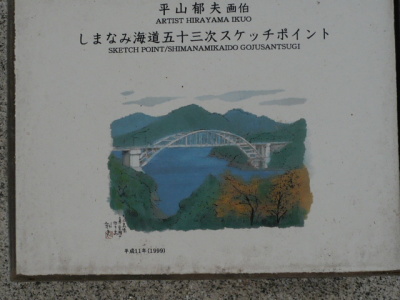 平山郁夫 画伯
ARTIST HIRAYAMA IKUO
しまなみ海道五十三次スケッチポイント
SKETCH POINT/SHIMANAMIKAIDO GOJUSANTSUGI
平成11年(1999)